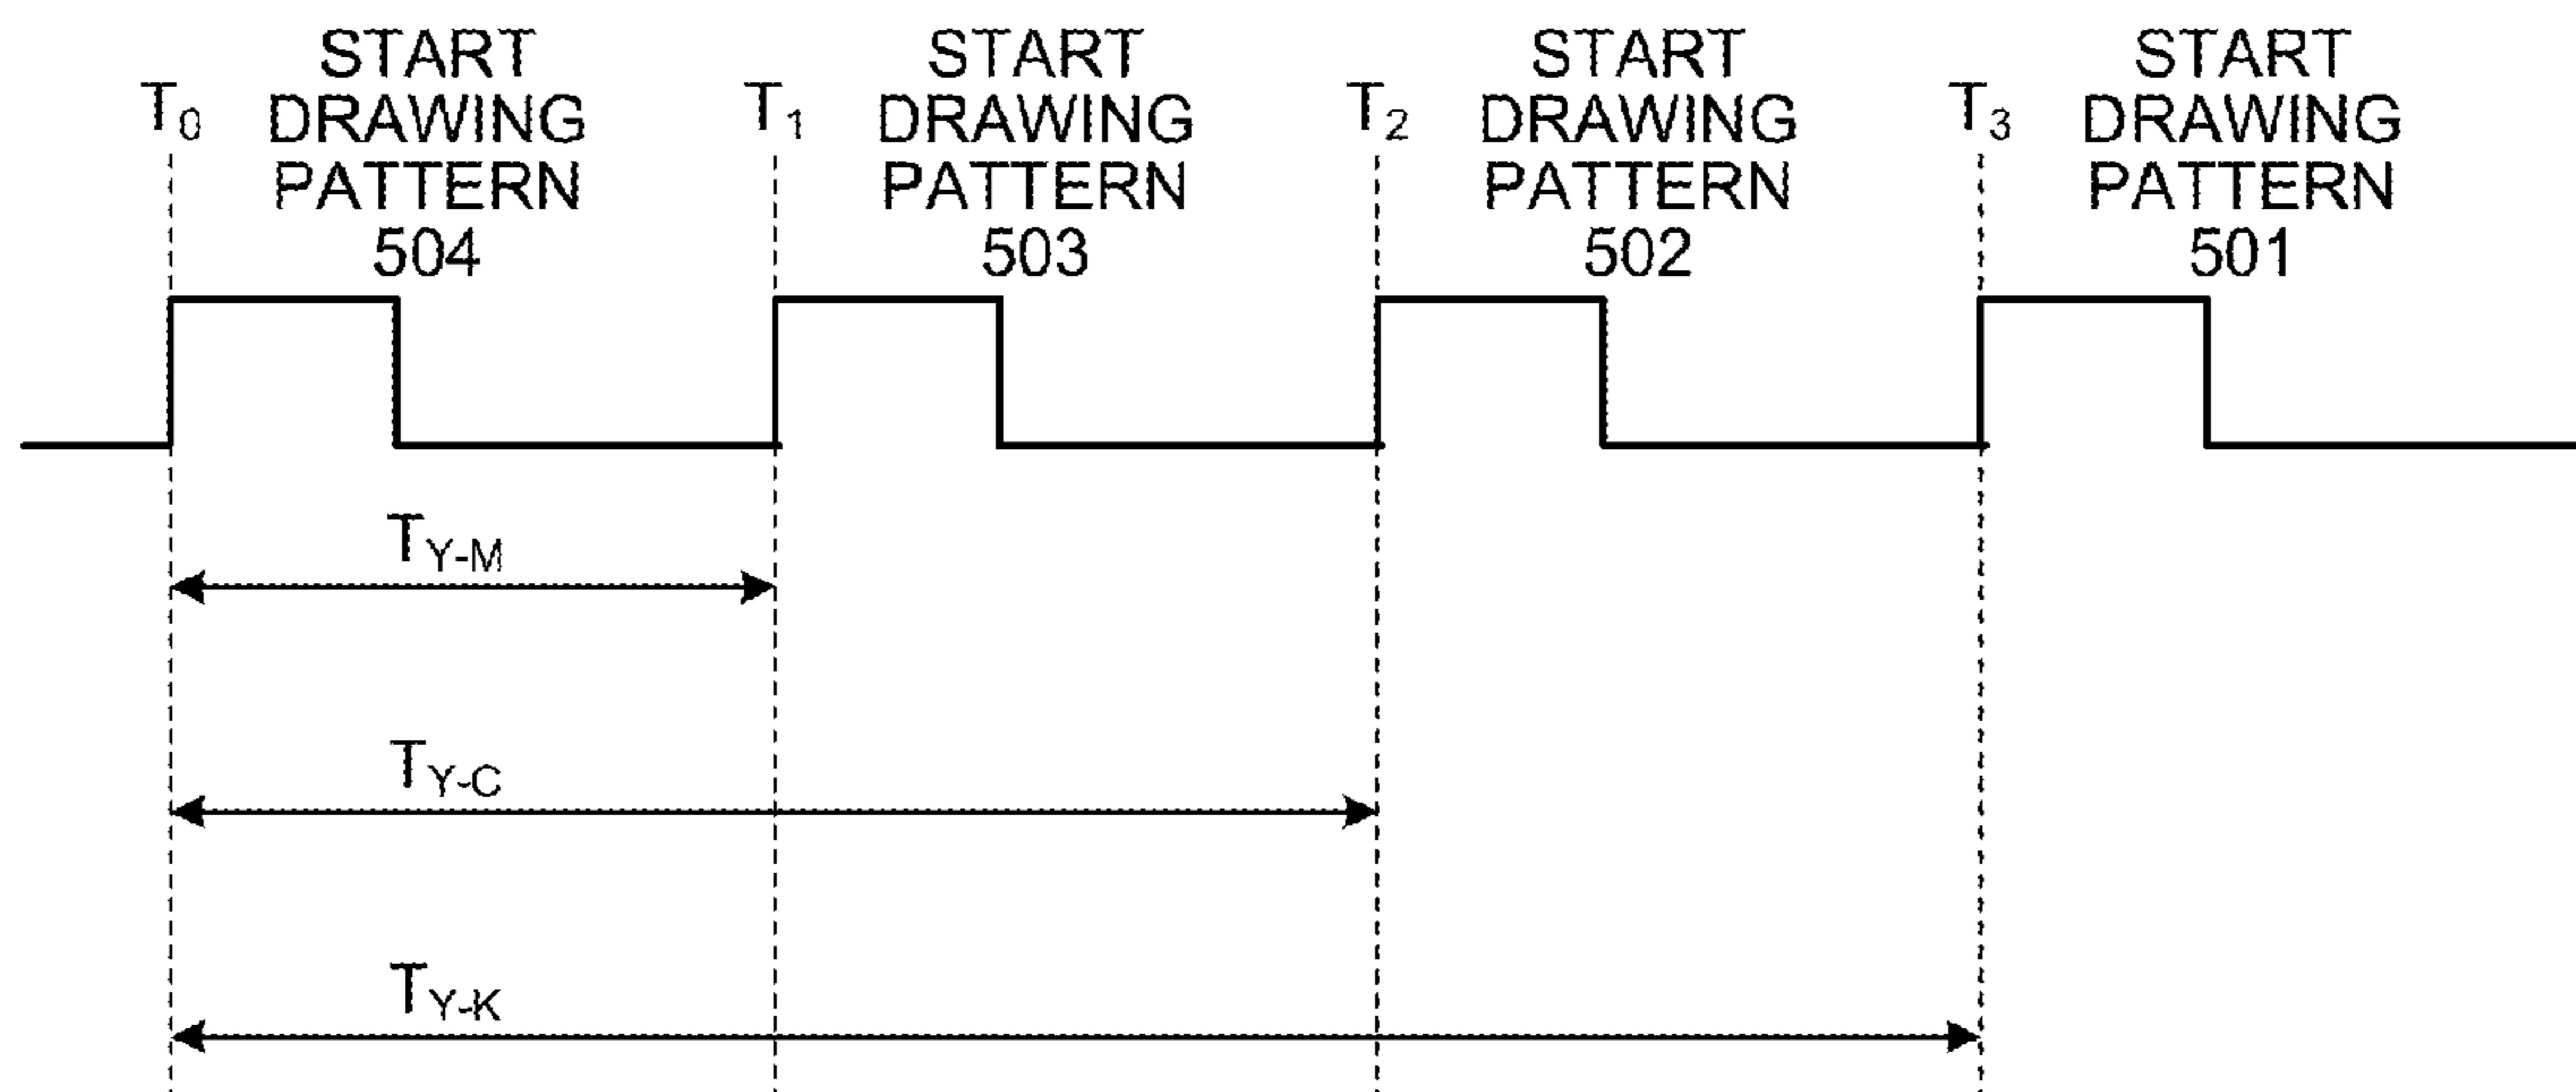 T0
START
DRAWING
PATTERN
504
T1
START
DRAWING
PATTERN
503
T2
START
DRAWING
PATTERN
502
T3
START
DRAWING
PATTERN
501
TY-M
TY-C
TY-K